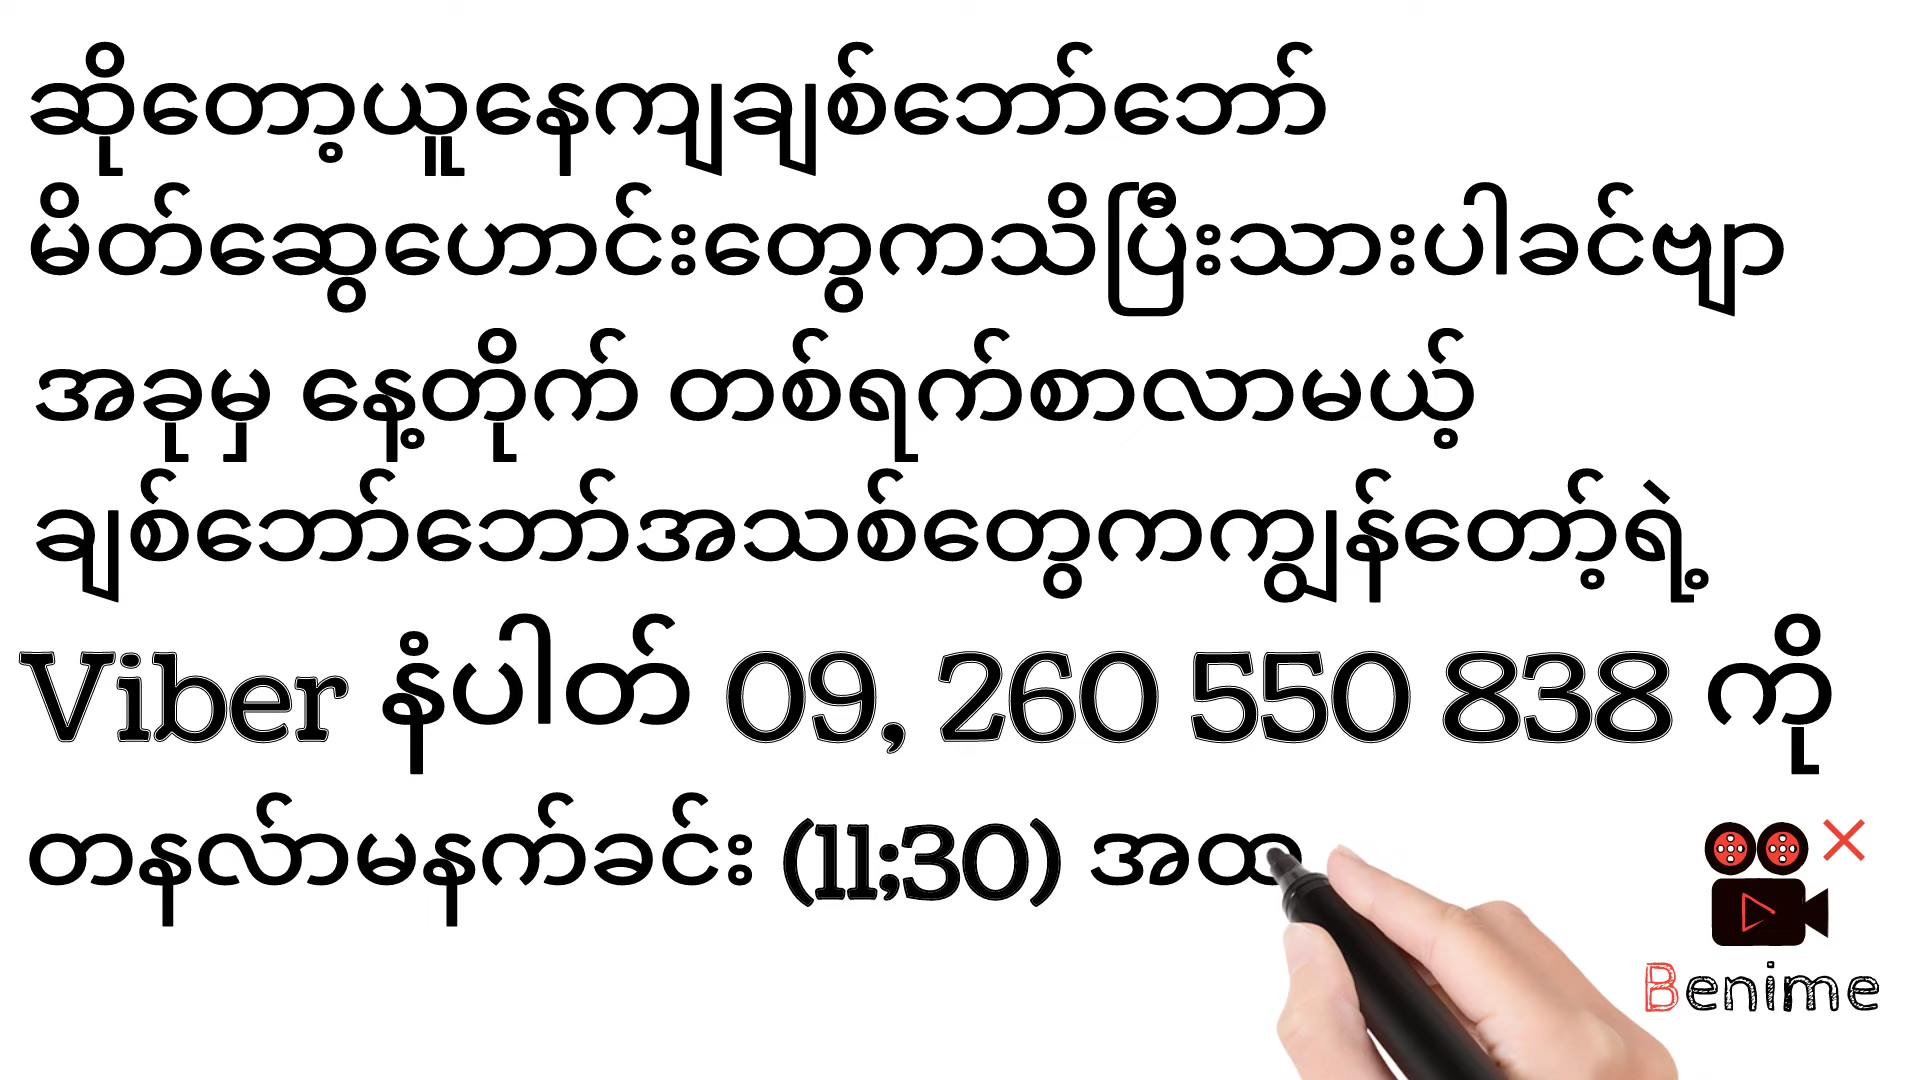 ဆိုတော့ယူနေကျချစ်ဘော်ဘော်
မိတ်ဆွေဟောင်းတွေကသိပြီးသားပါခင်ဗျာ
အခုမှ နေ့တိုက် တစ်ရက်စာလာမယ့်
ချစ်ဘော်ဘော်အသစ်တွေကကျွန်တော့်ရဲ့
Viber နံပါတ် 09, 260 550 838 ကို
တနင်္လာမနက်ခင်း (11;30) အထ
Benime